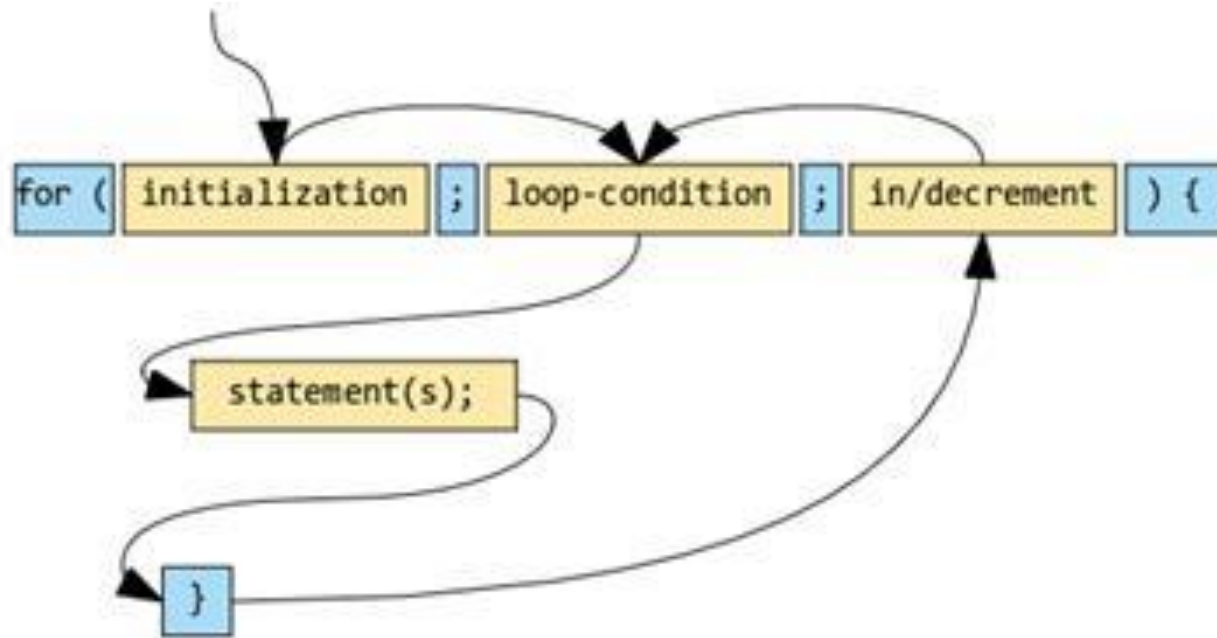 for ( initialization ; loop-condition ; in/decrement ) {
statement(s);
}